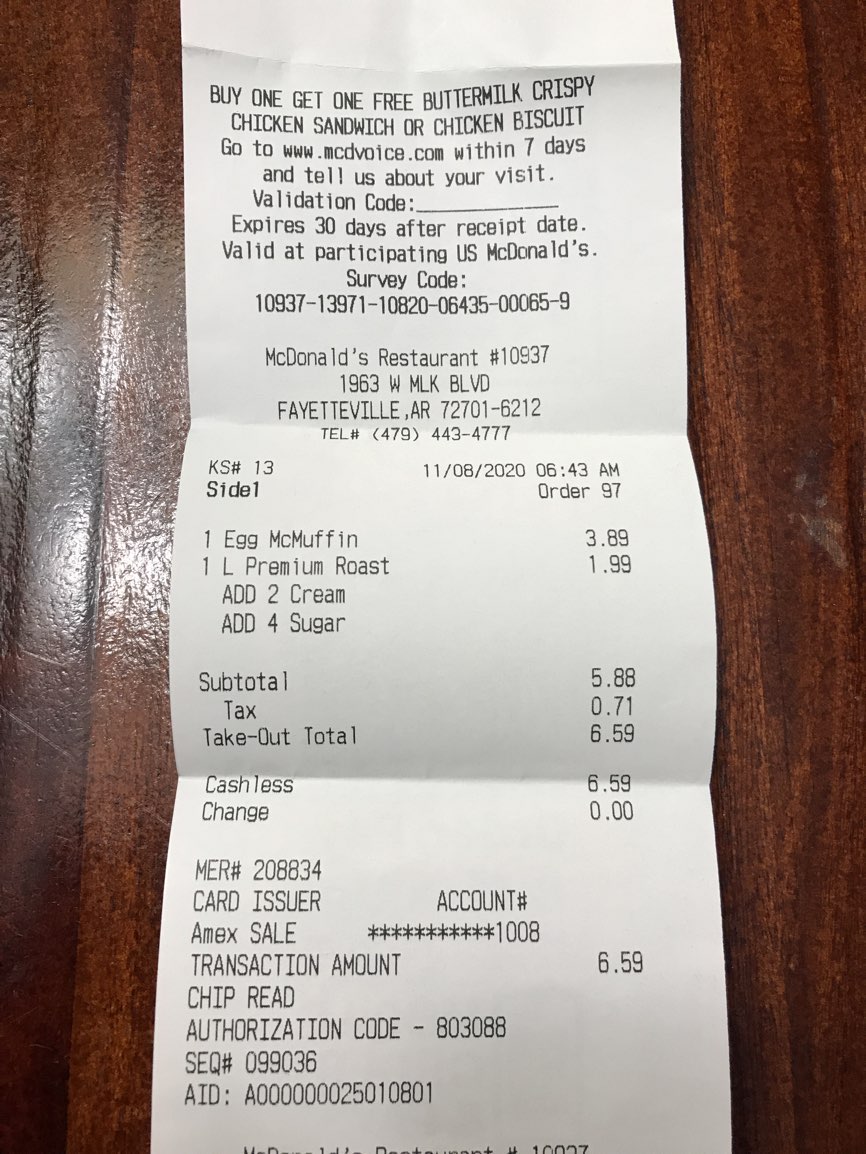 BUY ONE GET ONE FREE BUTTERMILK CRISPY
CHICKEN SANDWICH OR CHICKEN BISCUIT
Go to www.mcdvoice.com within 7 days
and tell us about your visit.
Validation Code:____________
Expires 30 days after receipt date.
Valid at participating US McDonald's.
Survey Code:
10937-13971-10820-06435-00065-9
McDonald's Restaurant #10937
1963 W MLK BLVD
FAYETTEVILLE,AR 72701-6212
TEL# (479) 443-4777
KS# 13 11/08/2020 06:43 AM
Side1 Order 97
1 Egg McMuffin 3.89
1 L Premium Roast 1.99
ADD 2 Cream
ADD 4 Sugar
Subtotal 5.88
Tax 0.71
Take-Out Total 6.59
Cashless 6.59
Change 0.00
MER# 208834
CARD ISSUER ACCOUNT#
Amex SALE ***********1008
TRANSACTION AMOUNT 6.59
CHIP READ
AUTHORIZATION CODE - 803088
SEQ# 099036
AID: A000000025010801
McDonald's Restaurant # 10937